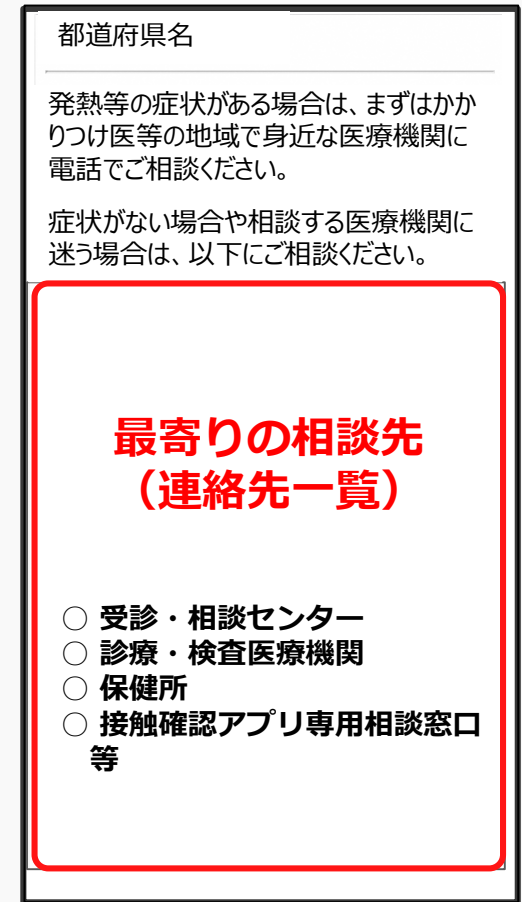 都道府県名
発熱等の症状がある場合は、まずはかか
りつけ医等の地域で身近な医療機関に
電話でご相談ください。
症状がない場合や相談する医療機関に
迷う場合は、以下にご相談ください。
最寄りの相談先
（連絡先一覧）
○ 受診・相談センター
○ 診療・検査医療機関
○ 保健所
○ 接触確認アプリ専用相談窓口
等